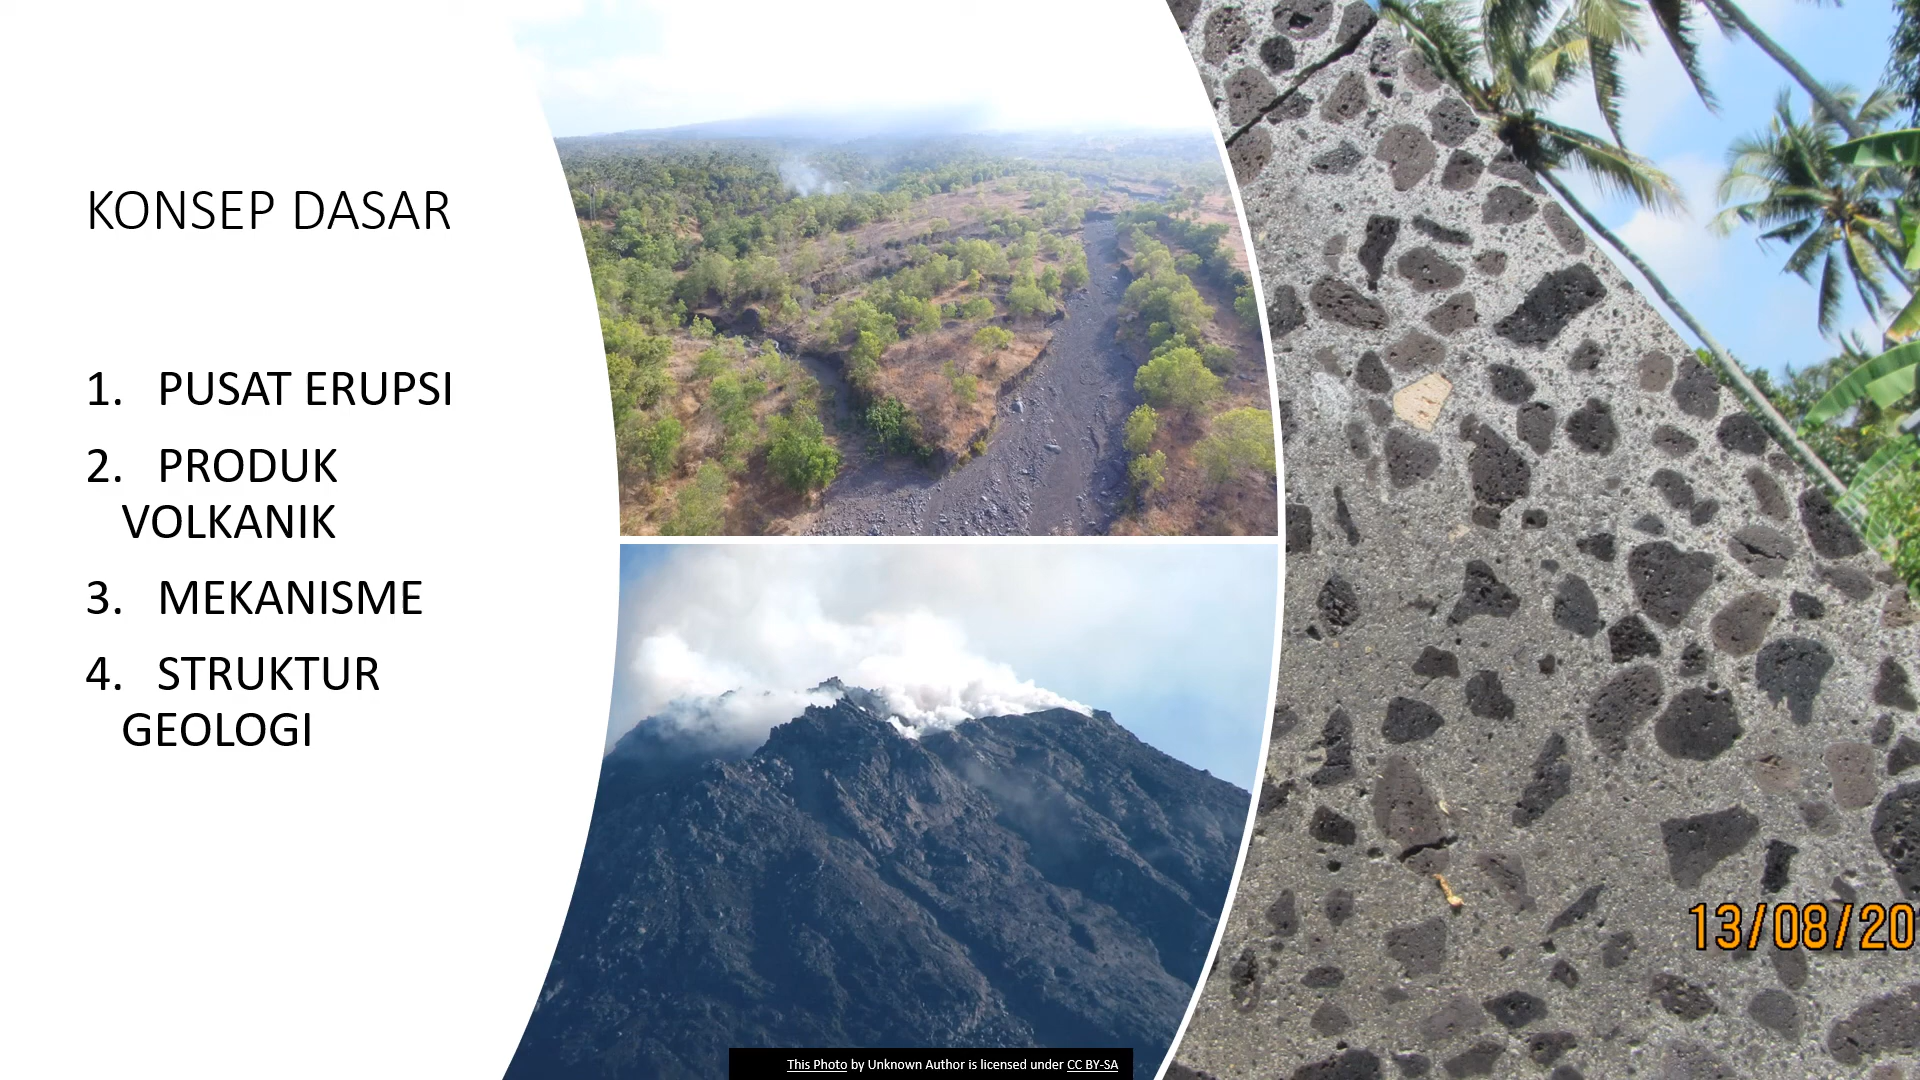 KONSEP DASAR
1. PUSAT ERUPSI
2. PRODUK
VOLKANIK
3. MEKANISME
4. STRUKTUR
GEOLOGI
13/08/20
This Photo by Unknown Author is licensed under CC BY-SA